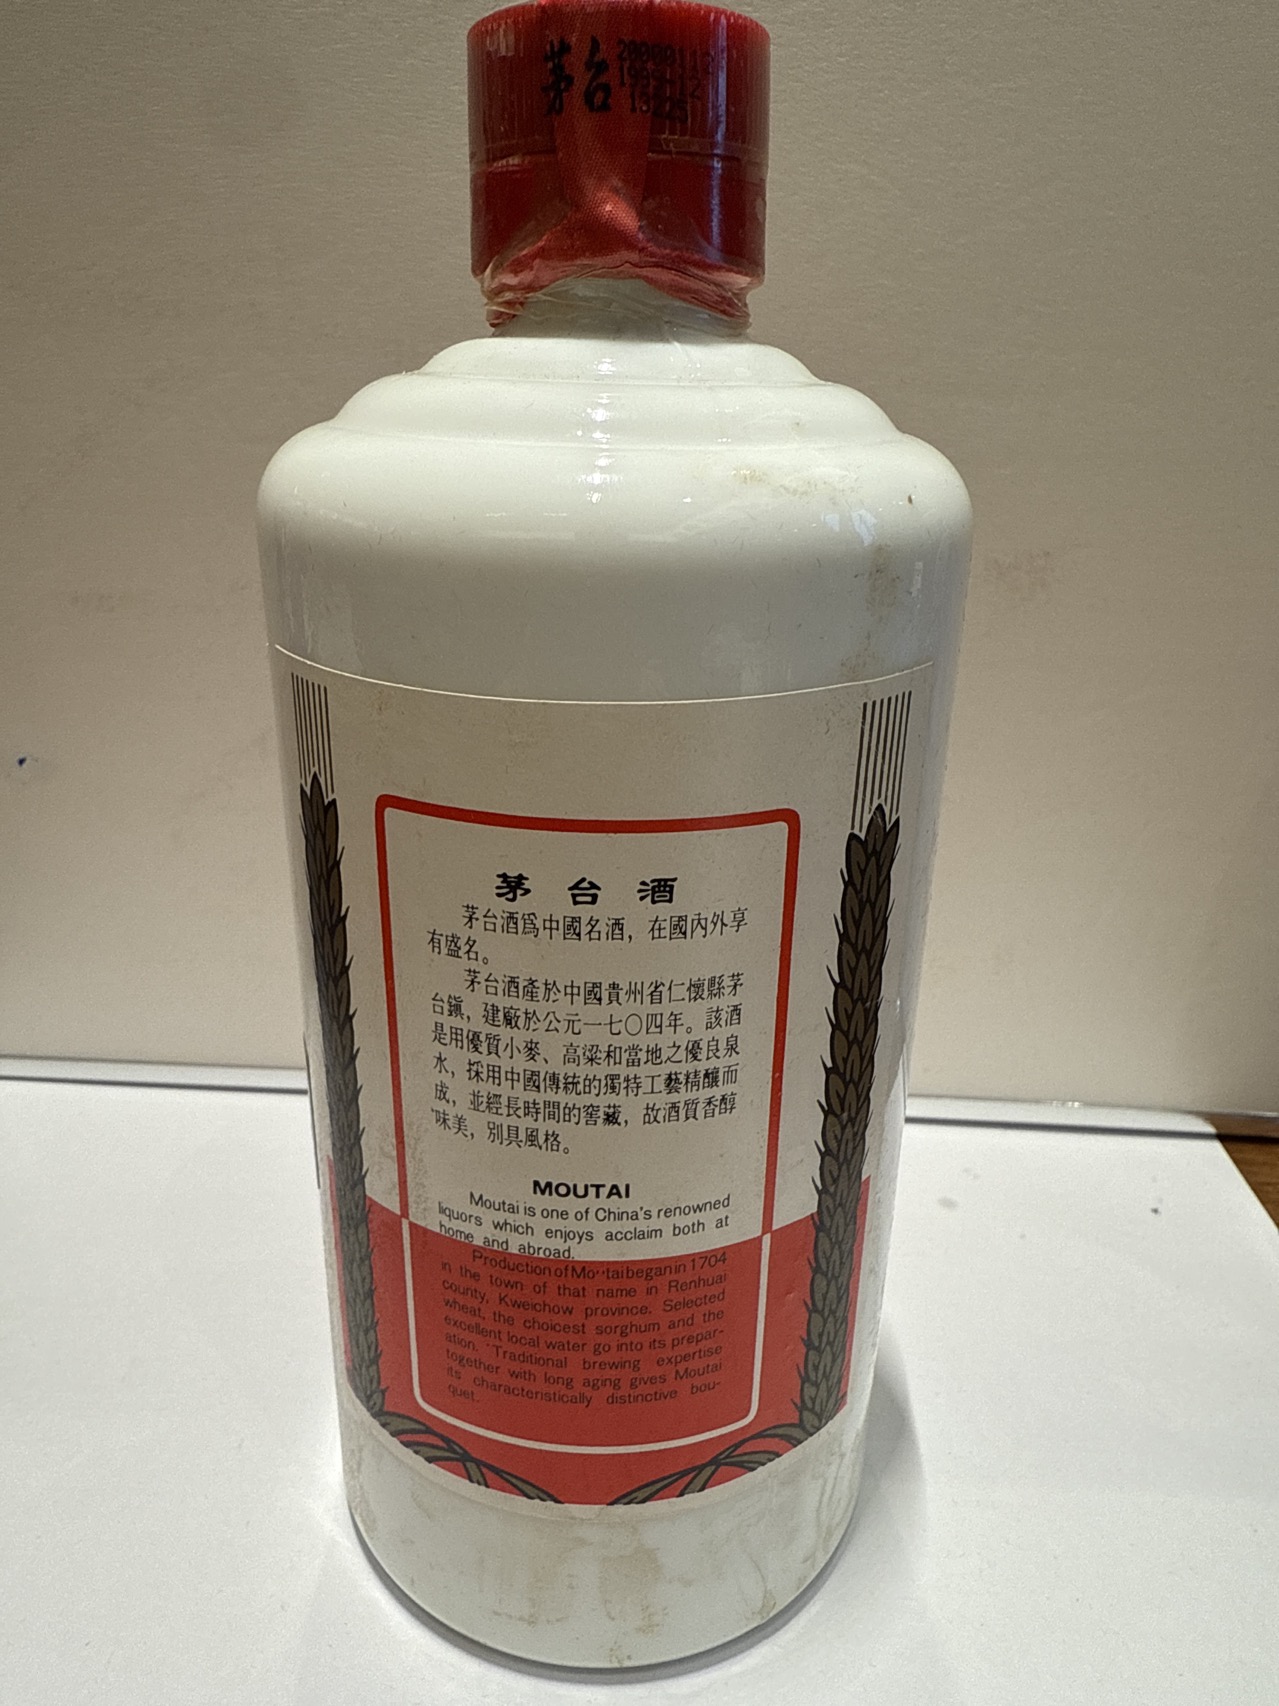 茅台
茅台酒
茅台酒爲中國名酒，在國內外享
有盛名。
茅台酒產於中國貴州省仁懷縣茅
台鎮，建廠於公元一七〇四年。該酒
是用優質小麥、高粱和當地之優良泉
水，採用中國傳統的獨特工藝精釀而
成，並經長時間的窖藏，故酒質香醇
味美，別具風格。
MOUTAI
Moutai is one of China's renowned
liquors which enjoys acclaim both at
home and abroad.
Production of Moutai began in 1704
in the town of that name in Renhuai
county, Kweichow province. Selected
wheat, the choicest sorghum and the
excellent local water go into its prepar-
ation. Traditional brewing expertise
together with long aging gives Moutai
its characteristically distinctive bou-
quet.